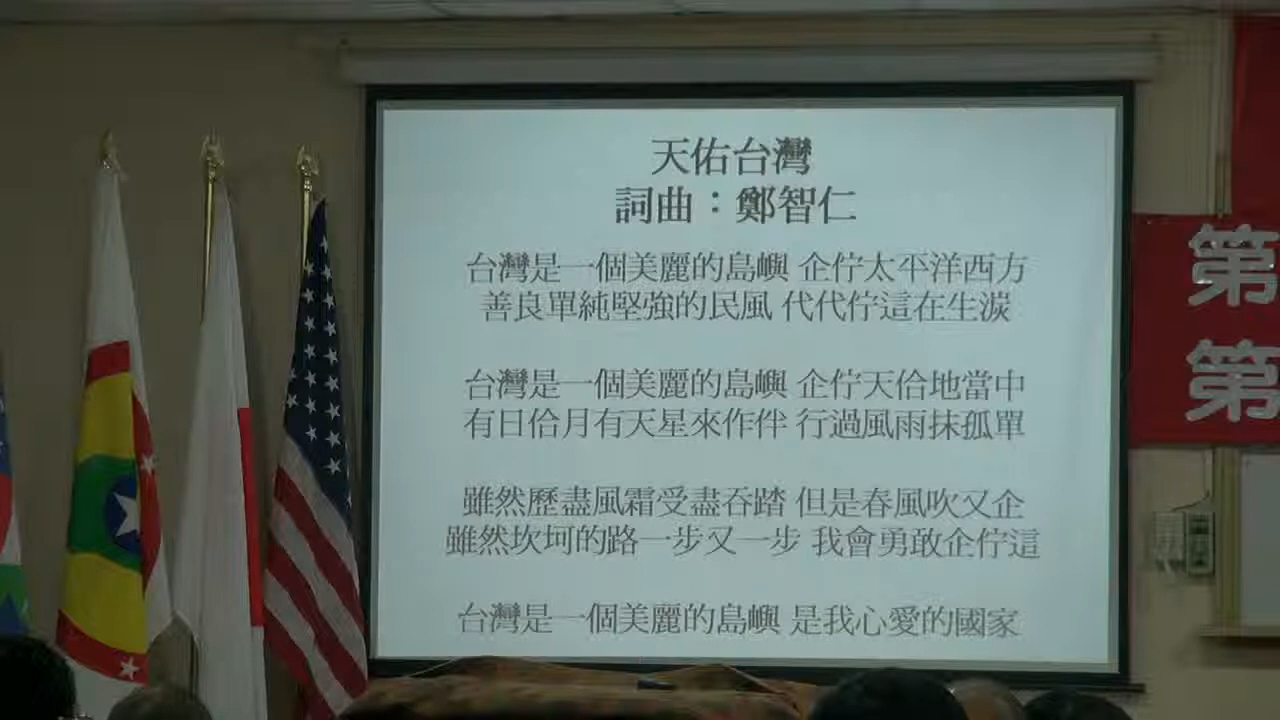 天佑台灣
詞曲：鄭智仁
台灣是一個美麗的島嶼 企佇太平洋西方
善良單純堅強的民風 代代佇這在生湠
台灣是一個美麗的島嶼 企佇天佮地當中
有日佮月有天星來作伴 行過風雨抹孤單
雖然歷盡風霜受盡吞踏 但是春風吹又企
雖然坎坷的路一步又一步 我會勇敢企佇這
台灣是一個美麗的島嶼 是我心愛的國家
第
第